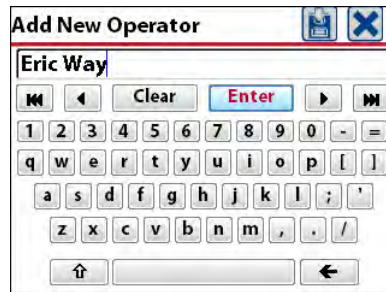 Add New Operator
Eric Way
Clear Enter
1 2 3 4 5 6 7 8 9 0 - =
q w e r t y u i o p [ ]
a s d f g h j k l ; '
z x c v b n m , . /